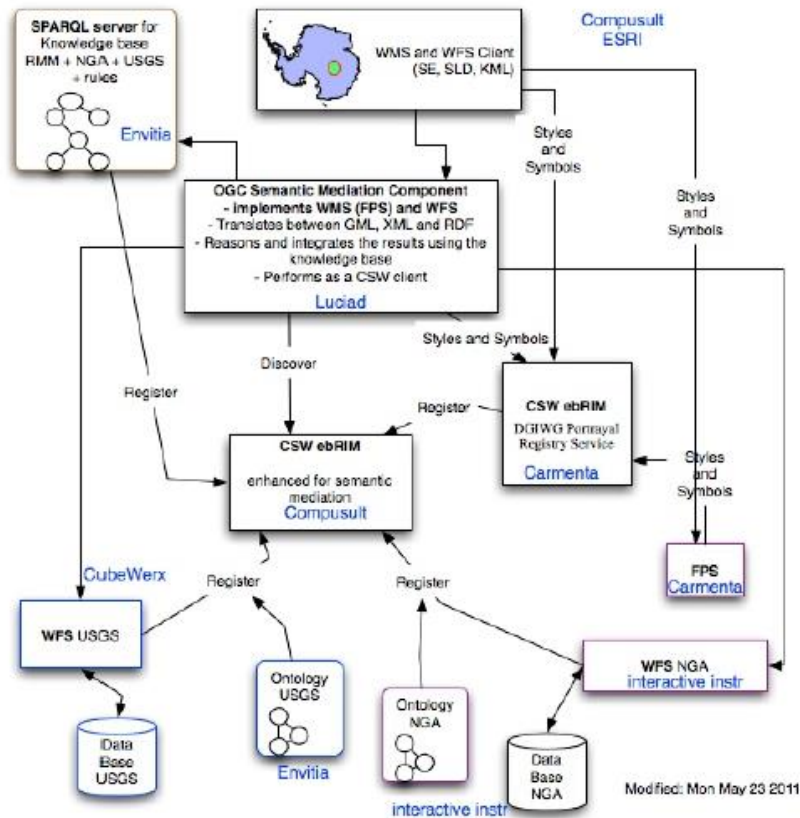 SPARQL server for
Knowledge base
RMM + NGA + USGS
+ rules
Envitia
WMS and WFS Client
(SE, SLD, KML)
Compusult
ESRI
Styles
and
Symbols
Styles
and
Symbols
OGC Semantic Mediation Component
- implements WMS (FPS) and WFS
- Translates between GML, XML and RDF
- Reasons and integrates the results using the
knowledge base
- Performs as a CSW client
Luciad
Styles and Symbols
Discover
Register
Register
CSW ebRIM
DGIWG Portrayal
Registry Service
Carmenta
CSW ebRIM
enhanced for semantic
mediation
Compusult
Styles
and
Symbols
FPS
Carmenta
CubeWerx
Register
Register
WFS USGS
WFS NGA
interactive instr
Ontology
USGS
Envitia
Ontology
NGA
interactive instr
Data
Base
USGS
Data
Base
NGA
Modified: Mon May 23 2011